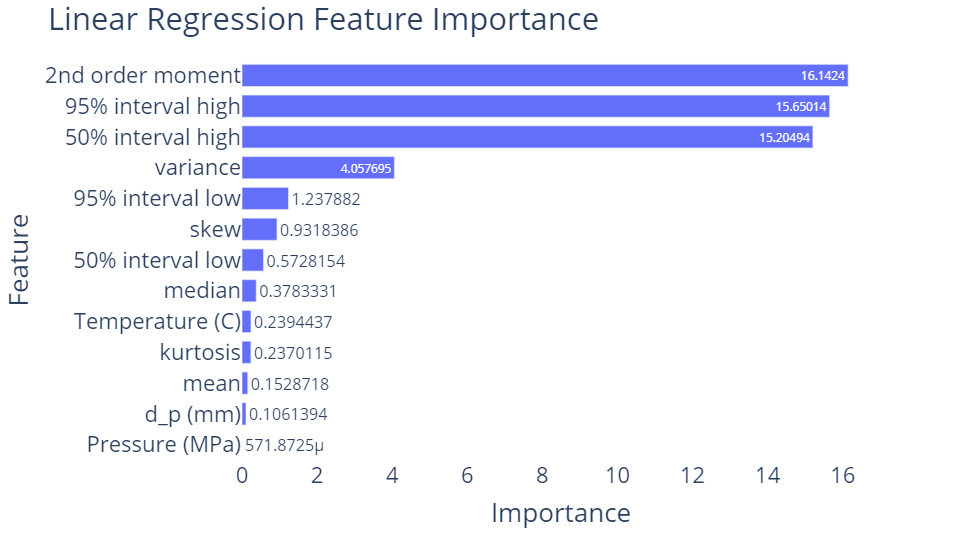 Linear Regression Feature Importance
2nd order moment 16.1424
95% interval high 15.65014
50% interval high 15.20494
variance 4.057695
95% interval low 1.237882
skew 0.9318386
50% interval low 0.5728154
median 0.3783331
Temperature (C) 0.2394437
kurtosis 0.2370115
mean 0.1528718
d_p (mm) 0.1061394
Pressure (MPa) 571.8725μ
0 2 4 6 8 10 12 14 16
Importance
Feature